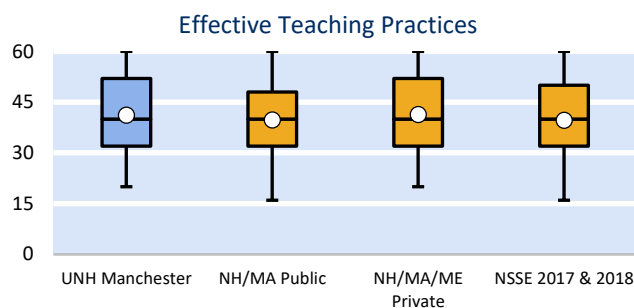 Effective Teaching Practices
60
45
30
15
0
UNH Manchester
NH/MA Public
NH/MA/ME
Private
NSSE 2017 & 2018